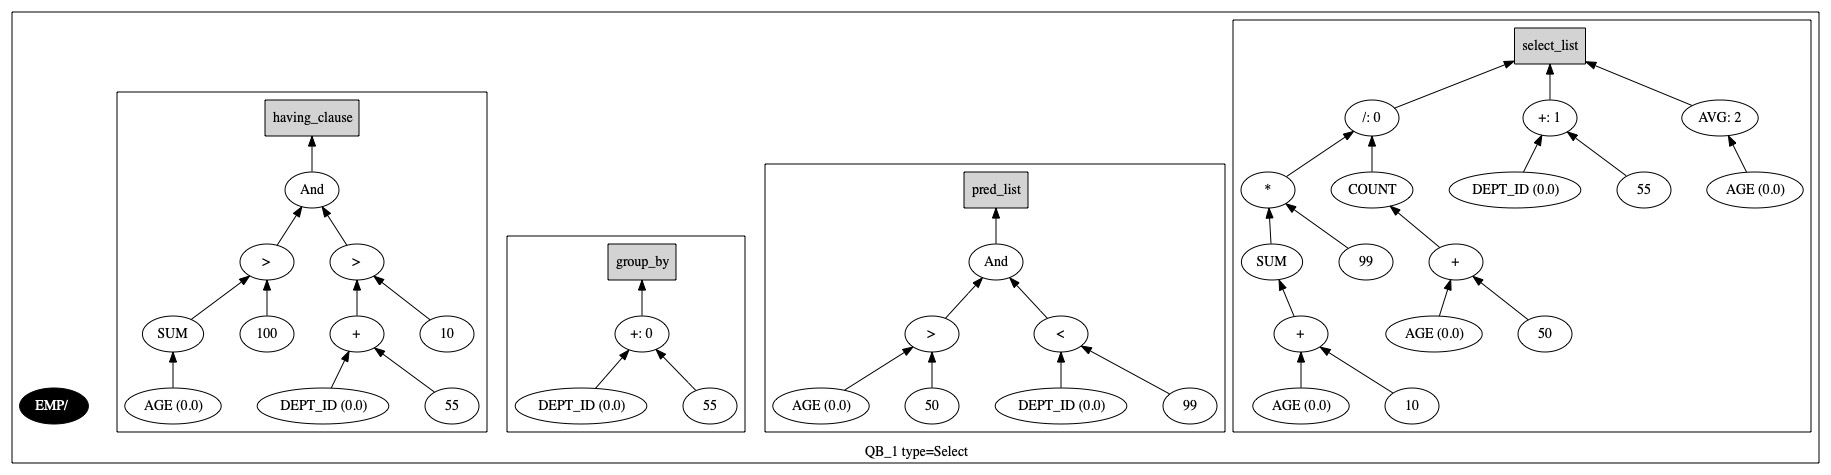 having_clause
And
>
>
SUM
100
+
10
AGE (0.0)
DEPT_ID (0.0)
55
EMP/
group_by
+: 0
DEPT_ID (0.0)
55
pred_list
And
>
<
AGE (0.0)
50
DEPT_ID (0.0)
99
select_list
/: 0
+: 1
AVG: 2
*
COUNT
DEPT_ID (0.0)
55
AGE (0.0)
SUM
99
+
+
AGE (0.0)
50
AGE (0.0)
10
QB_1 type=Select